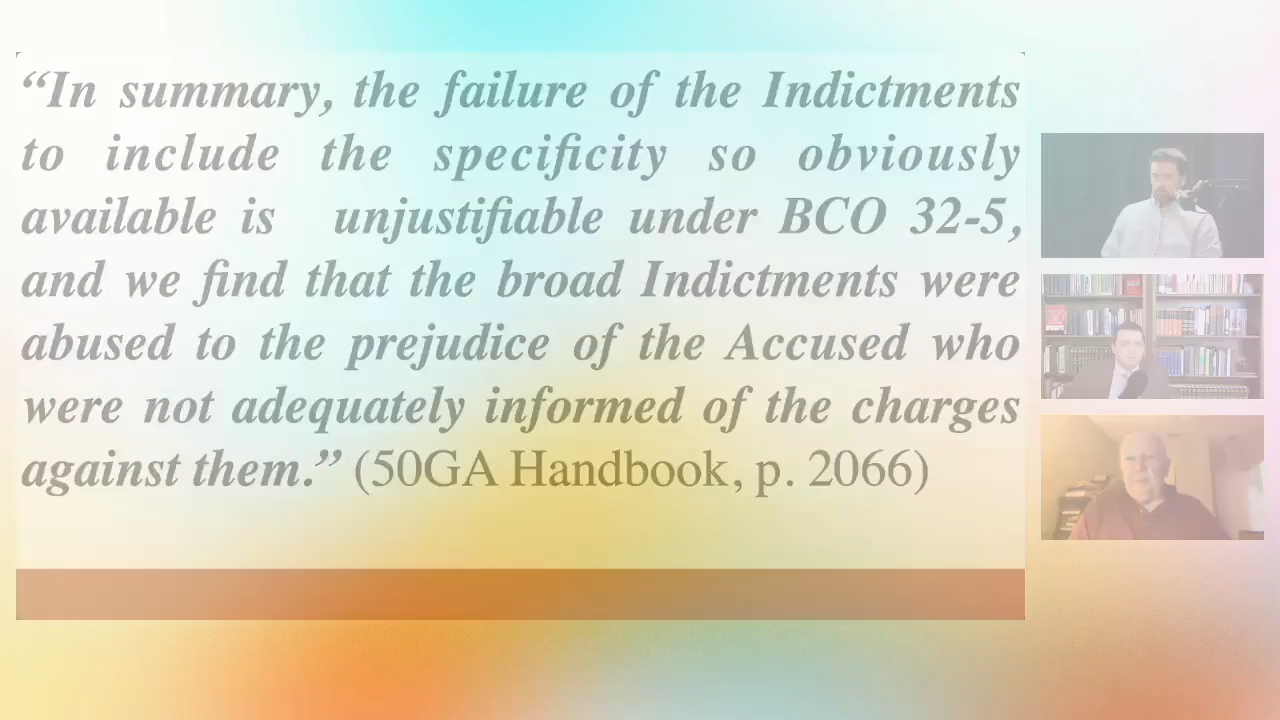 “In summary, the failure of the Indictments
to include the specificity so obviously
available is unjustifiable under BCO 32-5,
and we find that the broad Indictments were
abused to the prejudice of the Accused who
were not adequately informed of the charges
against them.” (50GA Handbook, p. 2066)